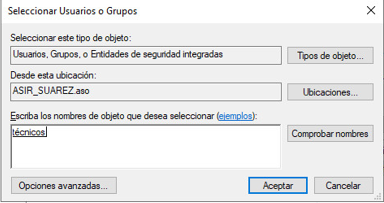 Seleccionar Usuarios o Grupos
Seleccionar este tipo de objeto:
Usuarios, Grupos, o Entidades de seguridad integradas
Tipos de objeto...
Desde esta ubicación:
ASIR_SUAREZ.aso
Ubicaciones...
Escriba los nombres de objeto que desea seleccionar (ejemplos):
técnicos
Comprobar nombres
Opciones avanzadas...
Aceptar
Cancelar